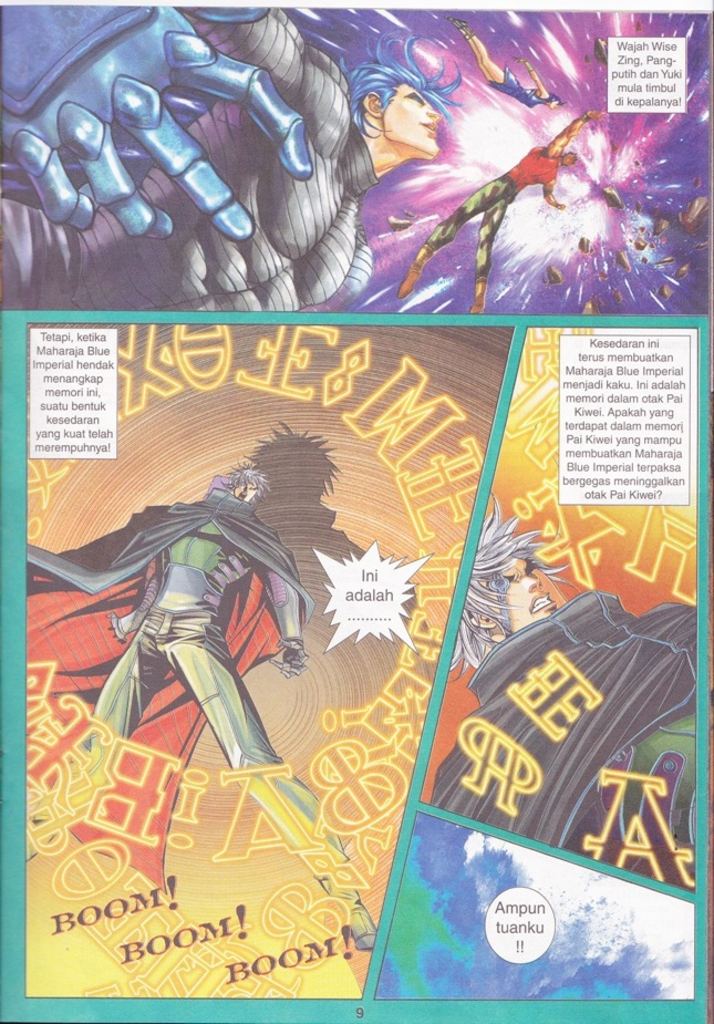 Wajah Wise
Zing, Pang-
putih dan Yuki
mula timbul
di kepalanya!
Tetapi, ketika
Maharaja Blue
Imperial hendak
menangkap
memori ini,
suatu bentuk
kesedaran
yang kuat telah
merempuhnya!
Kesedaran ini
terus membuatkan
Maharaja Blue Imperial
menjadi kaku. Ini adalah
memori dalam otak Pai
Kiwei. Apakah yang
terdapat dalam memori
Pai Kiwei yang mampu
membuatkan Maharaja
Blue Imperial terpaksa
bergegas meninggalkan
otak Pai Kiwei?
Ini
adalah
..........
BOOM!
BOOM!
BOOM!
Ampun
tuanku
!!
9